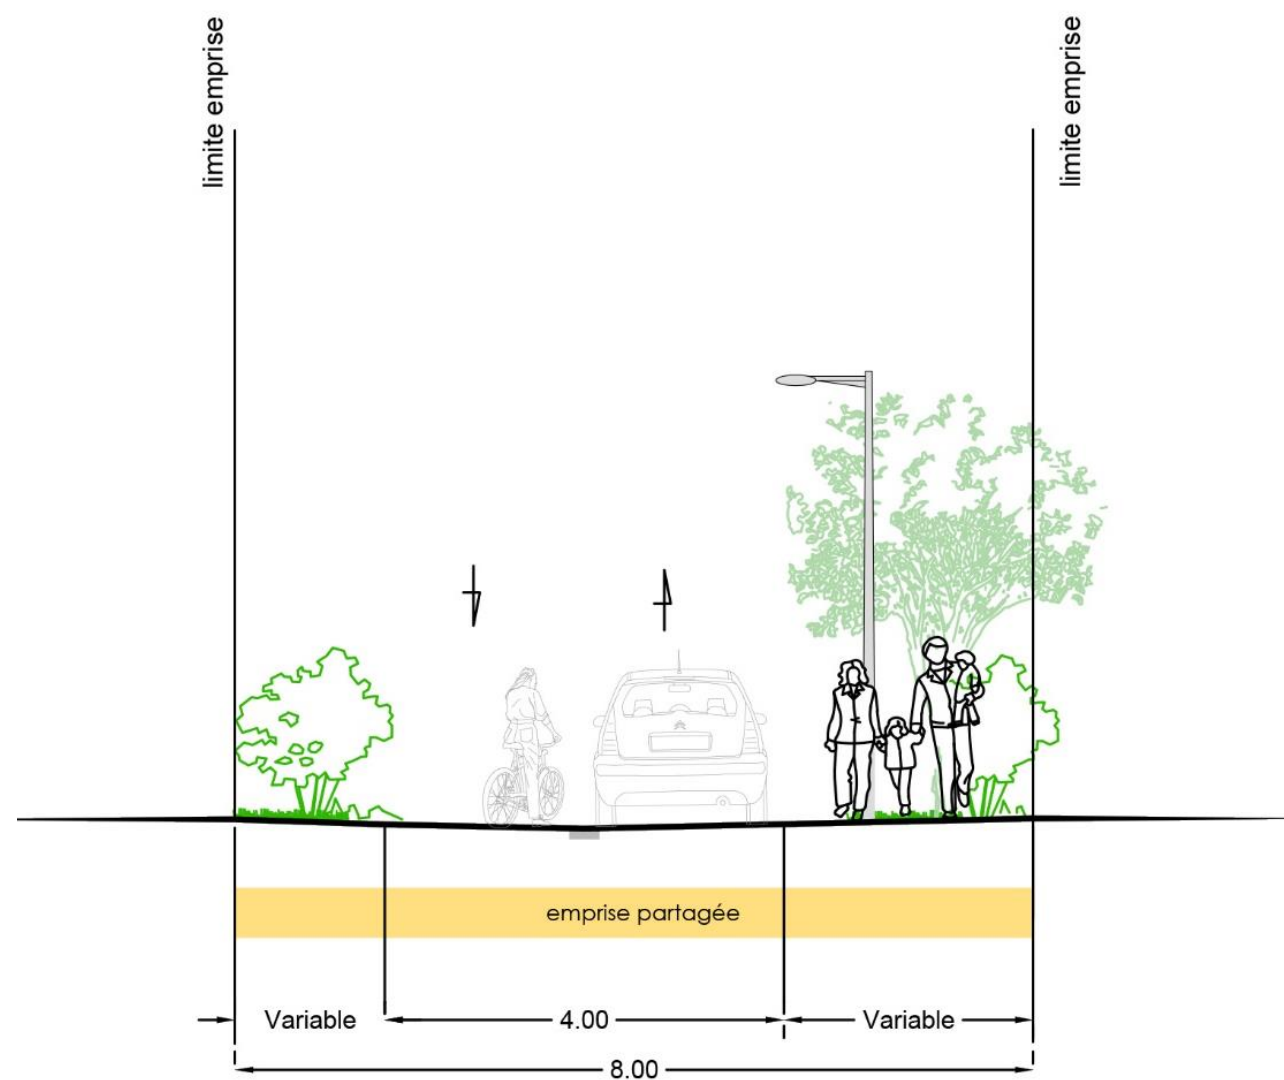 limite emprise
limite emprise
emprise partagée
Variable
4.00
Variable
8.00